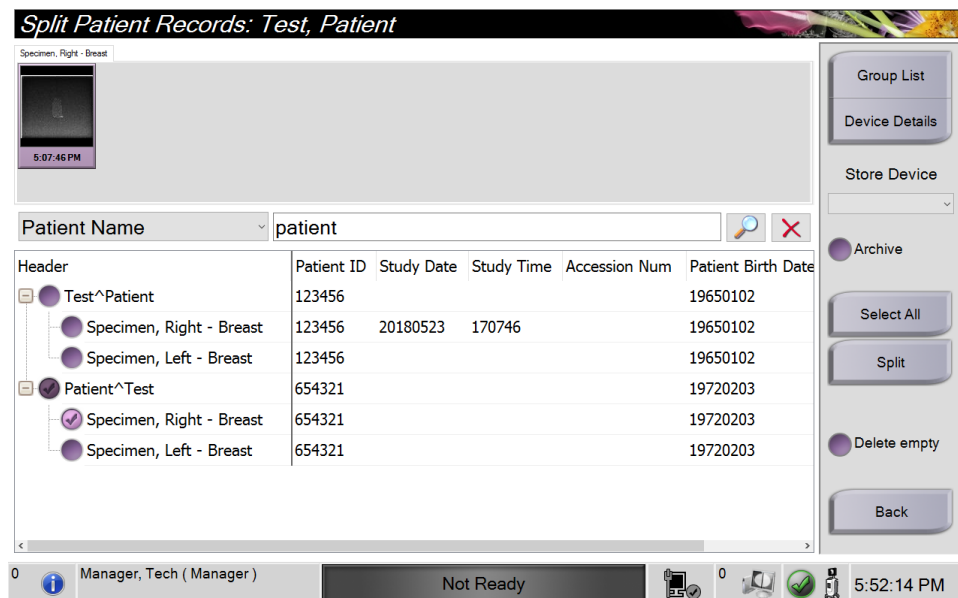 Split Patient Records: Test, Patient
Specimen, Right - Breast
5:07:46 PM
Group List
Device Details
Store Device
Patient Name patient
Archive
Header Patient ID Study Date Study Time Accession Num Patient Birth Date
Test^Patient 123456 19650102
Specimen, Right - Breast 123456 20180523 170746 19650102
Select All
Specimen, Left - Breast 123456 19650102
Split
Patient^Test 654321 19720203
Specimen, Right - Breast 654321 19720203
Specimen, Left - Breast 654321 19720203
Delete empty
Back
0 Manager, Tech ( Manager ) Not Ready 0 5:52:14 PM